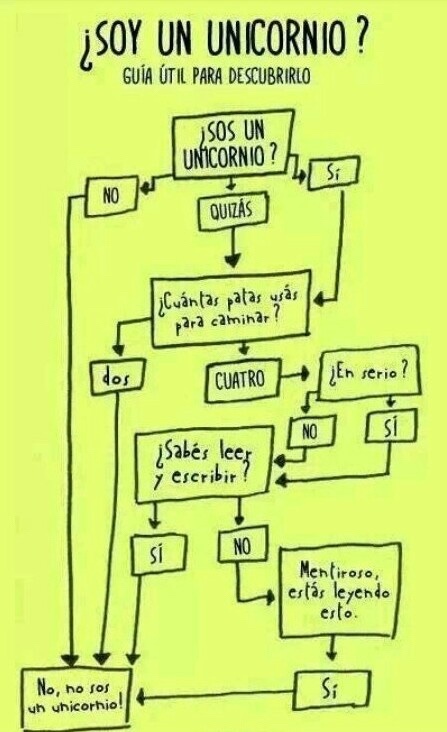 ¿SOY UN UNICORNIO?
GUÍA ÚTIL PARA DESCUBRIRLO
¿SOS UN
UNICORNIO?
NO
QUIZÁS
SÍ
¿Cuántas patas usás
para caminar?
dos
CUATRO
¿En serio?
NO
SÍ
¿Sabés leer
y escribir?
SÍ
NO
Mentiroso,
estás leyendo
esto.
No, no sos
un unicornio!
Sí